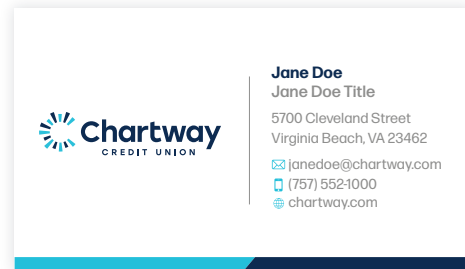 Chartway
CREDIT UNION
Jane Doe
Jane Doe Title
5700 Cleveland Street
Virginia Beach, VA 23462
janedoe@chartway.com
(757) 552-1000
chartway.com